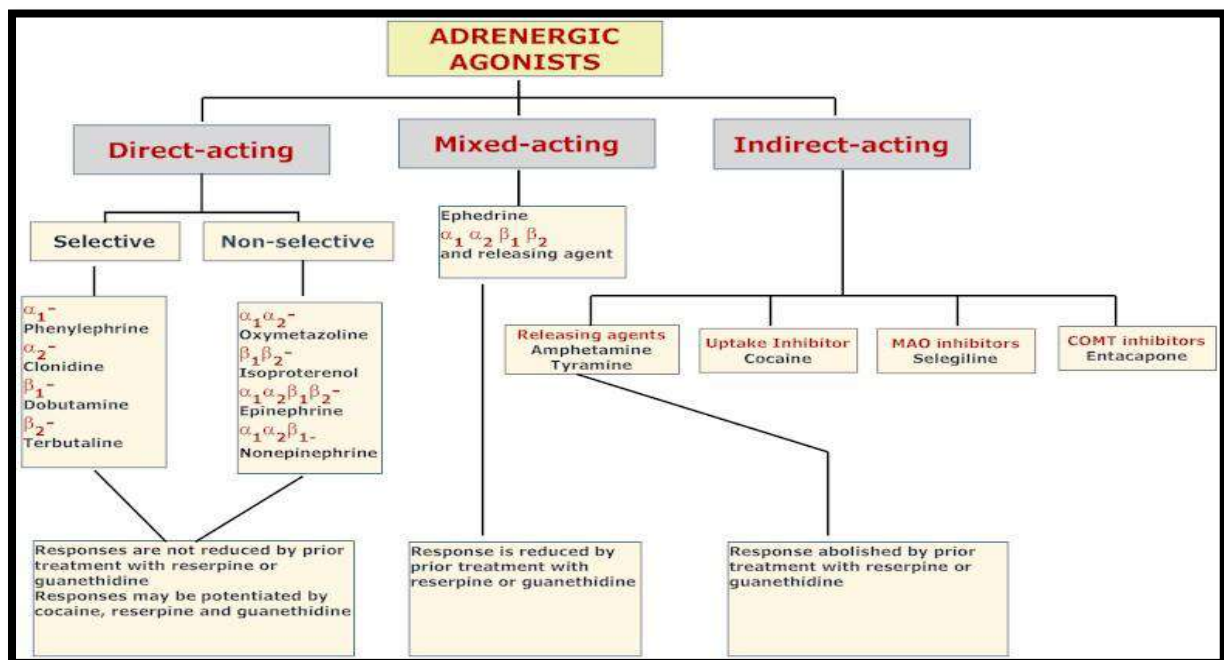 ADRENERGIC
AGONISTS
Direct-acting
Mixed-acting
Indirect-acting
Selective
Non-selective
Ephedrine
α₁ α₂ β₁ β₂
and releasing agent
α₁-
Phenylephrine
α₂-
Clonidine
β₁-
Dobutamine
β₂-
Terbutaline
α₁α₂-
Oxymetazoline
β₁β₂-
Isoproterenol
α₁α₂β₁β₂-
Epinephrine
α₁α₂β₁-
Nonepinephrine
Releasing agents
Amphetamine
Tyramine
Uptake Inhibitor
Cocaine
MAO inhibitors
Selegiline
COMT inhibitors
Entacapone
Responses are not reduced by prior
treatment with reserpine or
guanethidine
Responses may be potentiated by
cocaine, reserpine and guanethidine
Response is reduced by
prior treatment with
reserpine or guanethidine
Response abolished by prior
treatment with reserpine or
guanethidine